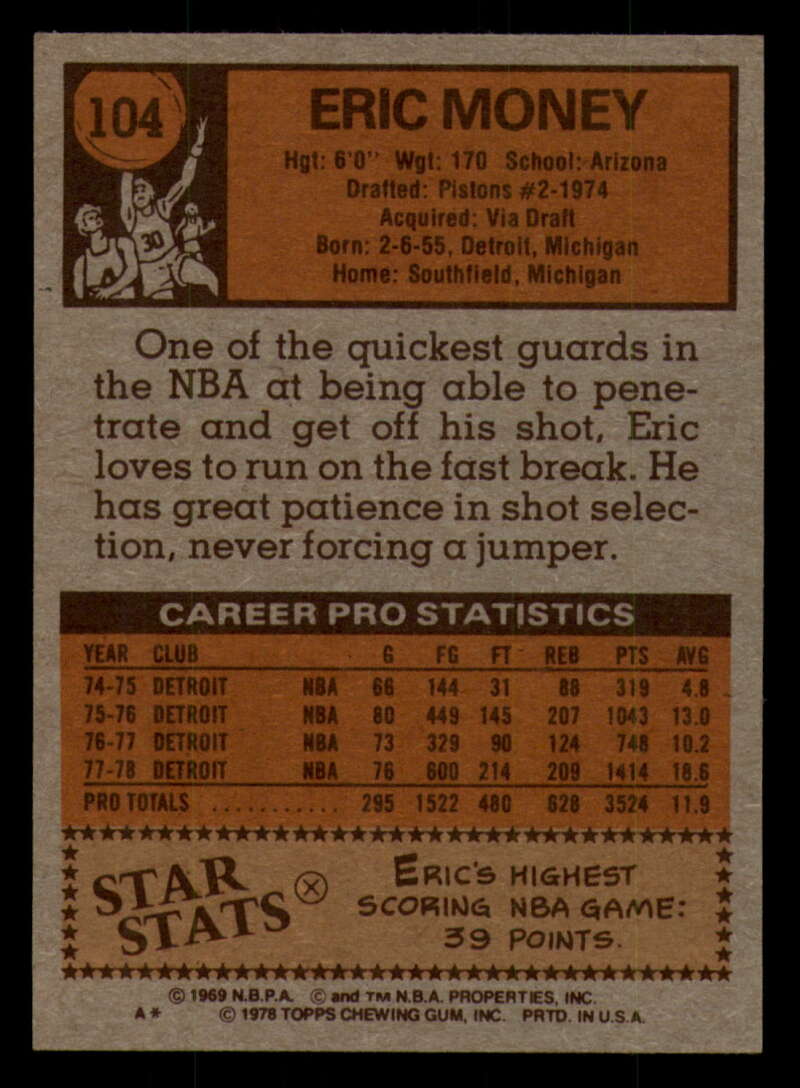 104
ERIC MONEY
Hgt: 6'0" Wgt: 170 School: Arizona
Drafted: Pistons #2-1974
Acquired: Via Draft
Born: 2-6-55, Detroit, Michigan
Home: Southfield, Michigan
30
One of the quickest guards in
the NBA at being able to pene-
trate and get off his shot, Eric
loves to run on the fast break. He
has great patience in shot selec-
tion, never forcing a jumper.
CAREER PRO STATISTICS
YEAR CLUB G FG FT REB PTS AVG
74-75 DETROIT NBA 66 144 31 88 319 4.8
75-76 DETROIT NBA 80 449 145 207 1043 13.0
76-77 DETROIT NBA 73 329 90 124 748 10.2
77-78 DETROIT NBA 76 600 214 209 1414 18.6
PRO TOTALS ........... 295 1522 480 628 3524 11.9
STAR STATS
ERIC'S HIGHEST
SCORING NBA GAME:
39 POINTS.
© 1969 N.B.P.A. © and TM N.B.A. PROPERTIES, INC.
A* © 1978 TOPPS CHEWING GUM, INC. PRTD. IN U.S.A.